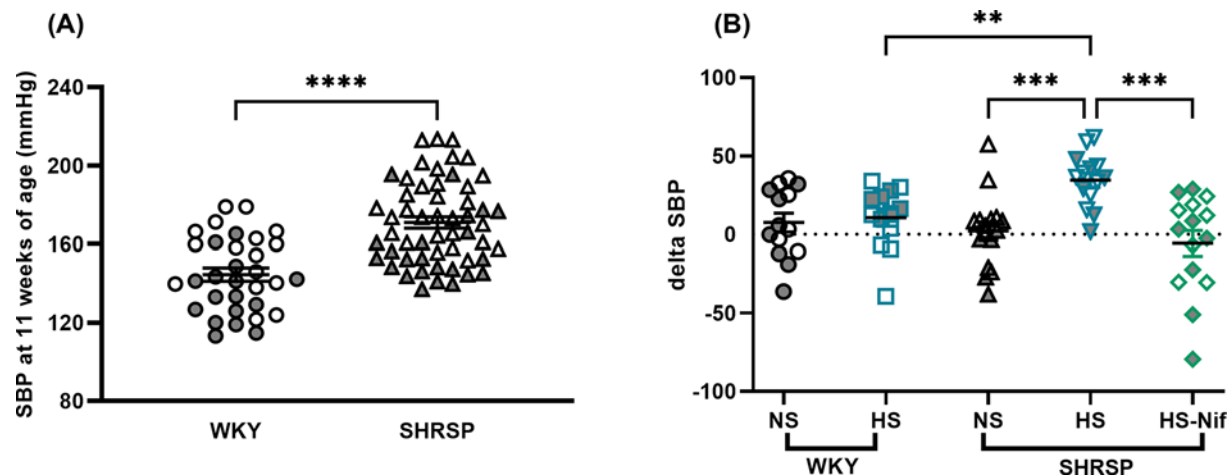 (A)
SBP at 11 weeks of age (mmHg)
240
200
160
120
80
****
WKY
SHRSP
(B)
delta SBP
100
50
0
-50
-100
**
***
***
NS
HS
NS
HS
HS-Nif
WKY
SHRSP